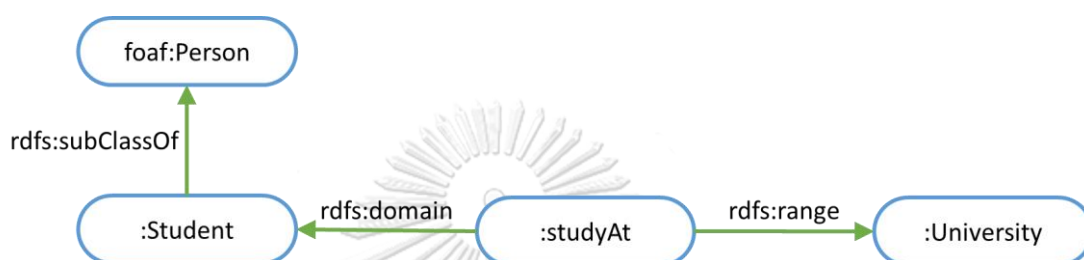 foaf:Person
rdfs:subClassOf
:Student
rdfs:domain
:studyAt
rdfs:range
:University